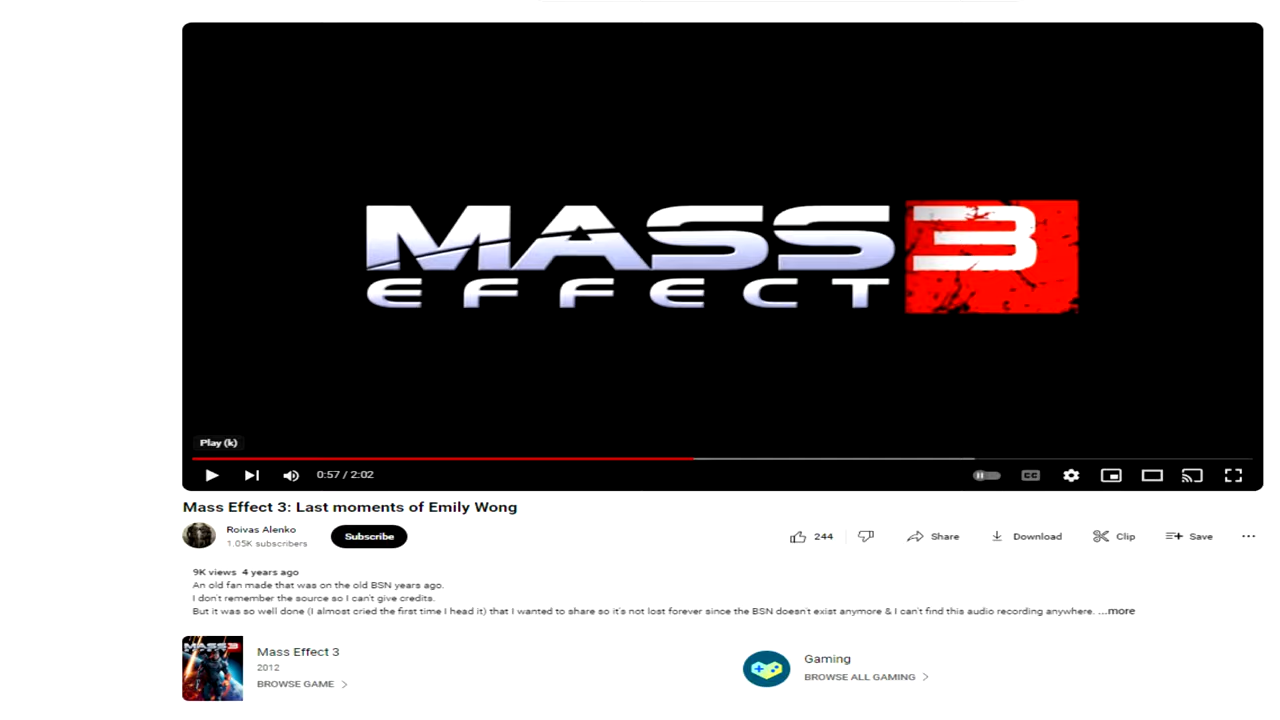 MASS 3
EFFECT
Play (k)
0:57 / 2:02
CC
Mass Effect 3: Last moments of Emily Wong
Roivas Alenko
1.05K subscribers
Subscribe
244
Share
Download
Clip
Save
9K views 4 years ago
An old fan made that was on the old BSN years ago.
I don't remember the source so I can't give credits.
But it was so well done (I almost cried the first time I head it) that I wanted to share so it's not lost forever since the BSN doesn't exist anymore & I can't find this audio recording anywhere. ...more
MASS 3
Mass Effect 3
2012
BROWSE GAME
Gaming
BROWSE ALL GAMING